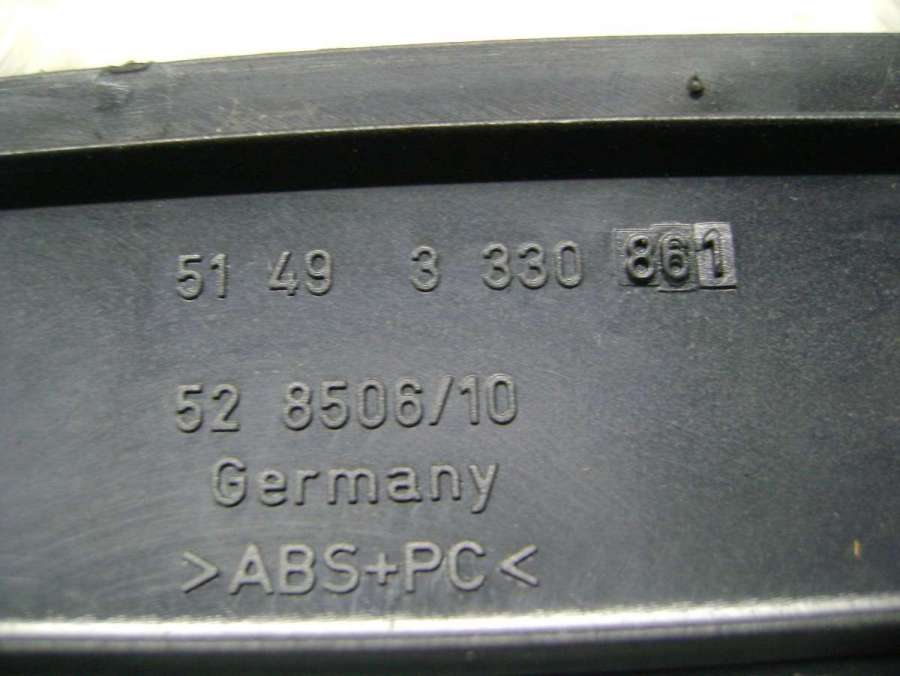 51 49 3 330 861
52 8506/10
Germany
>ABS+PC<